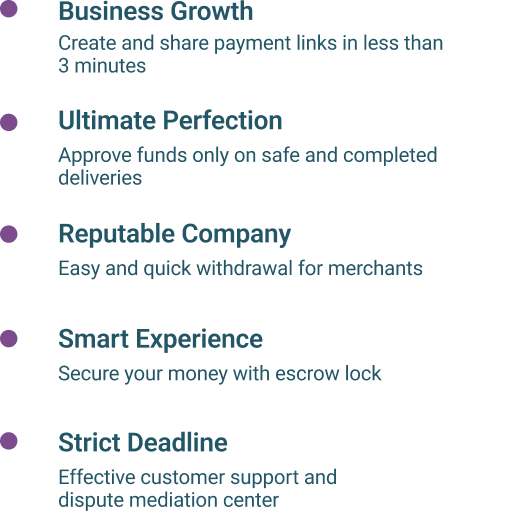 Business Growth
Create and share payment links in less than
3 minutes
Ultimate Perfection
Approve funds only on safe and completed
deliveries
Reputable Company
Easy and quick withdrawal for merchants
Smart Experience
Secure your money with escrow lock
Strict Deadline
Effective customer support and
dispute mediation center